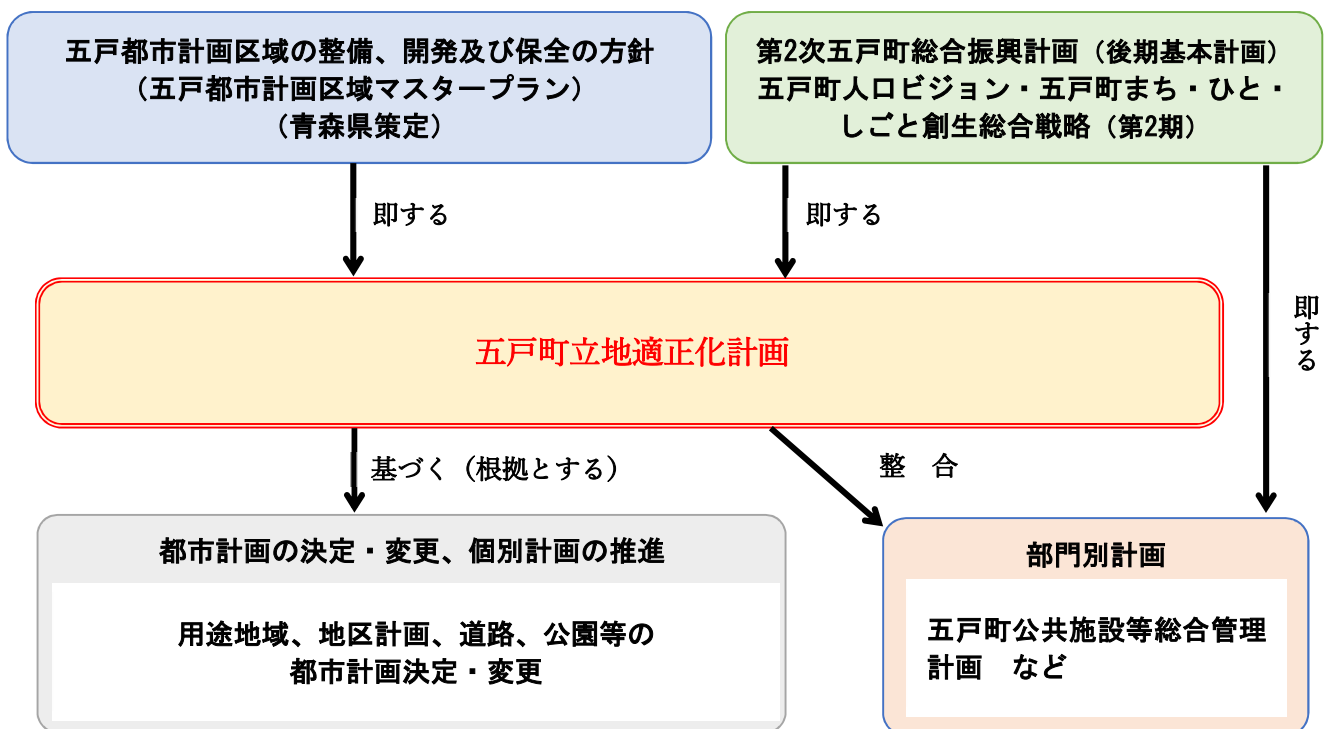 五戸都市計画区域の整備、開発及び保全の方針
（五戸都市計画区域マスタープラン）
（青森県策定）
第2次五戸町総合振興計画（後期基本計画）
五戸町人口ビジョン・五戸町まち・ひと・
しごと創生総合戦略（第2期）
即する
即する
即する
五戸町立地適正化計画
基づく（根拠とする）
整　合
都市計画の決定・変更、個別計画の推進
用途地域、地区計画、道路、公園等の
都市計画決定・変更
部門別計画
五戸町公共施設等総合管理
計画　など